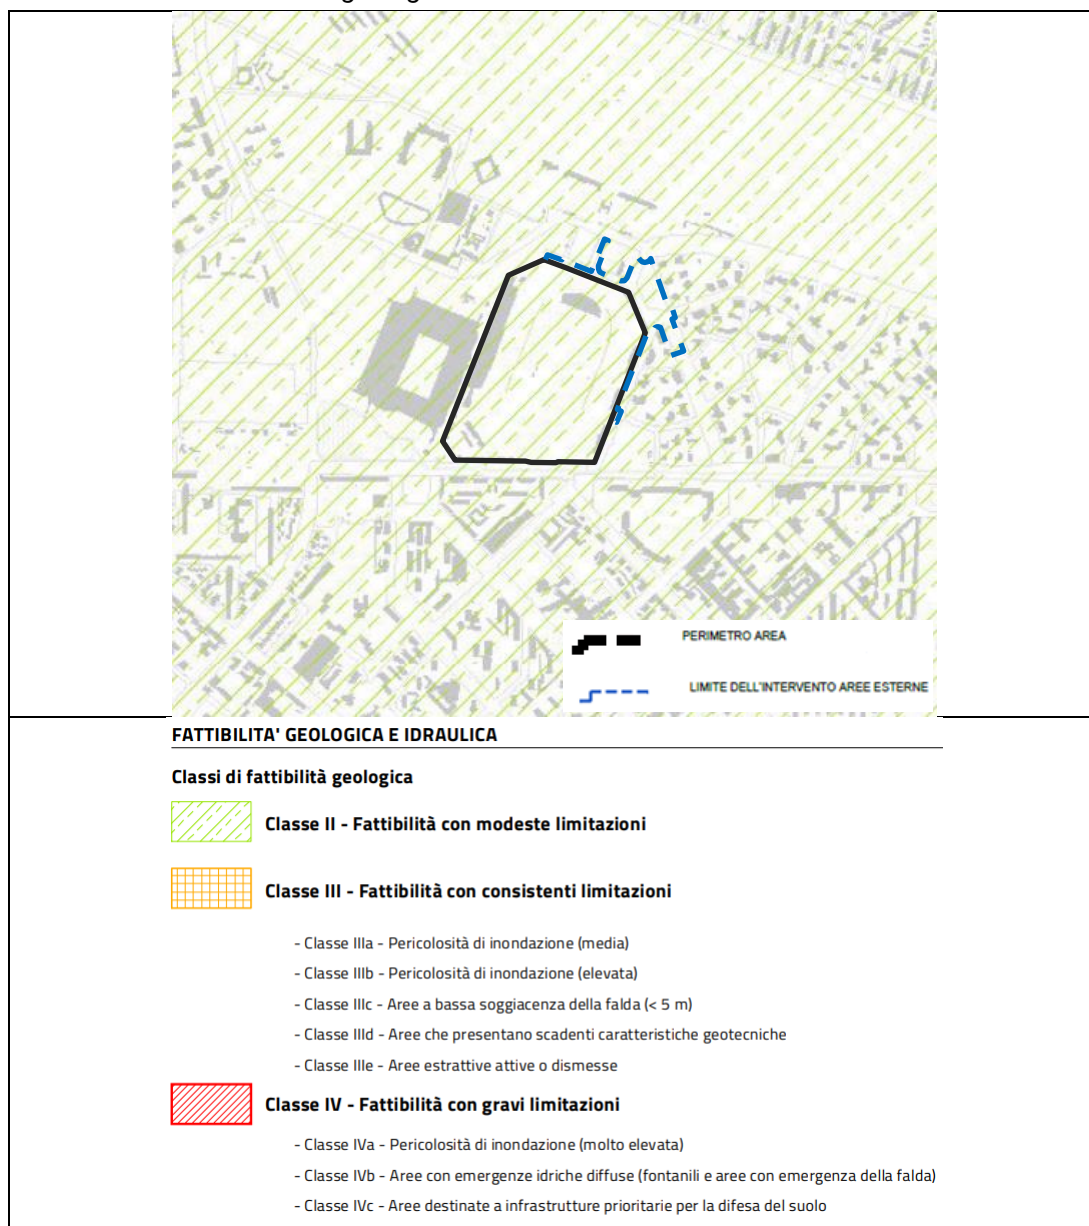 PERIMETRO AREA
LIMITE DELL'INTERVENTO AREE ESTERNE
FATTIBILITA' GEOLOGICA E IDRAULICA
Classi di fattibilità geologica
Classe II - Fattibilità con modeste limitazioni
Classe III - Fattibilità con consistenti limitazioni
- Classe IIIa - Pericolosità di inondazione (media)
- Classe IIIb - Pericolosità di inondazione (elevata)
- Classe IIIc - Aree a bassa soggiacenza della falda (< 5 m)
- Classe IIId - Aree che presentano scadenti caratteristiche geotecniche
- Classe IIIe - Aree estrattive attive o dismesse
Classe IV - Fattibilità con gravi limitazioni
- Classe IVa - Pericolosità di inondazione (molto elevata)
- Classe IVb - Aree con emergenze idriche diffuse (fontanili e aree con emergenza della falda)
- Classe IVc - Aree destinate a infrastrutture prioritarie per la difesa del suolo